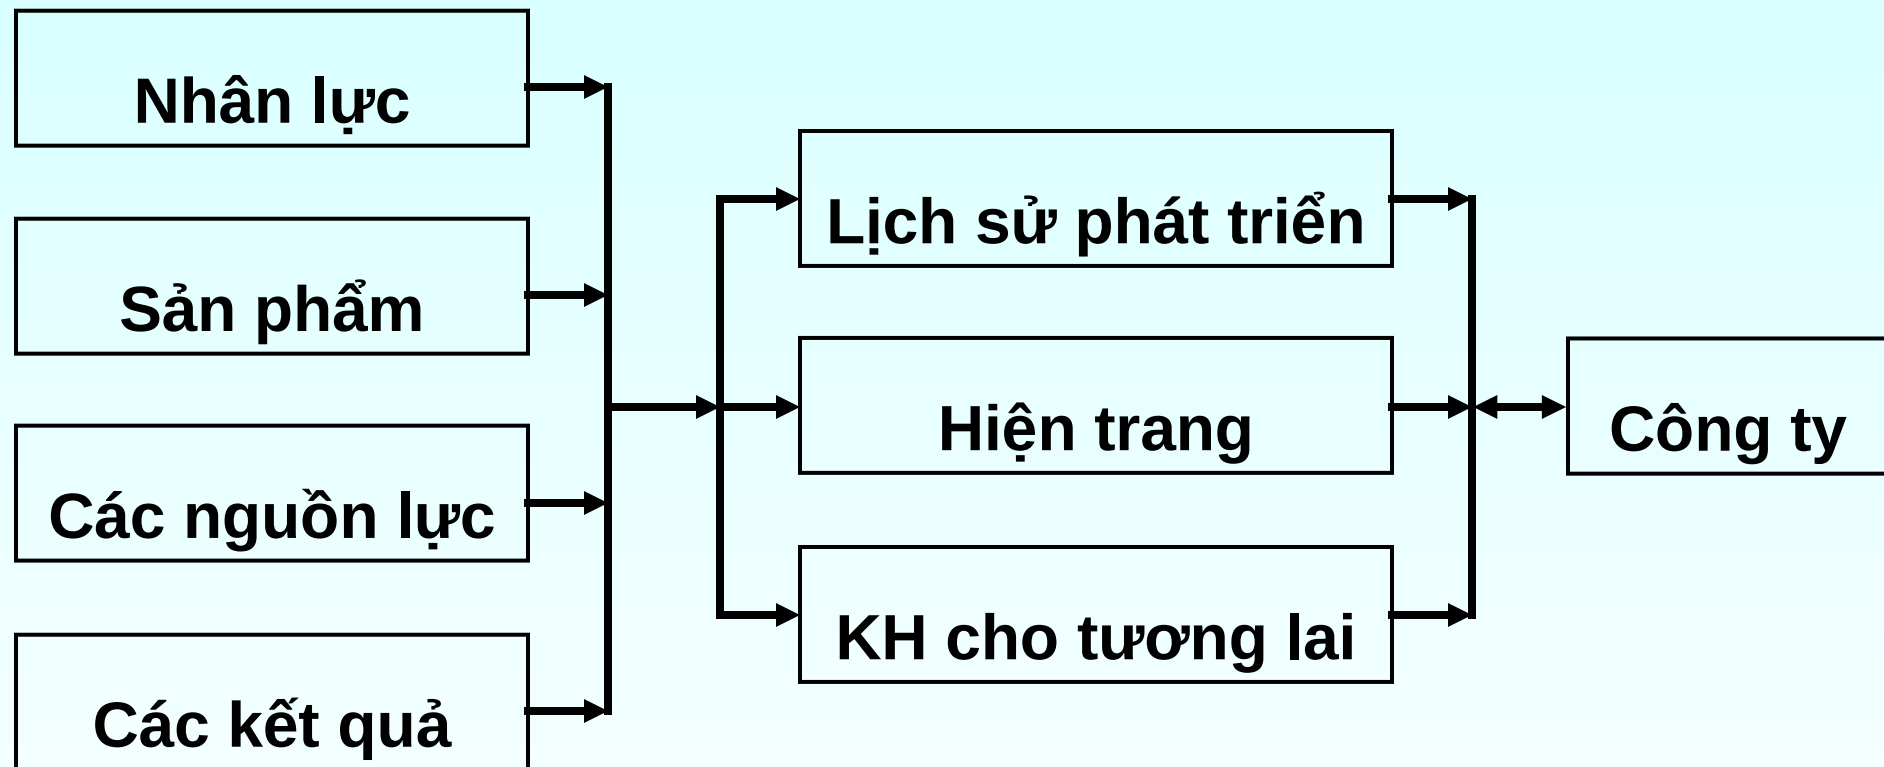 Nhân lực
Sản phẩm
Các nguồn lực
Các kết quả
Lịch sử phát triển
Hiện trang
KH cho tương lai
Công ty